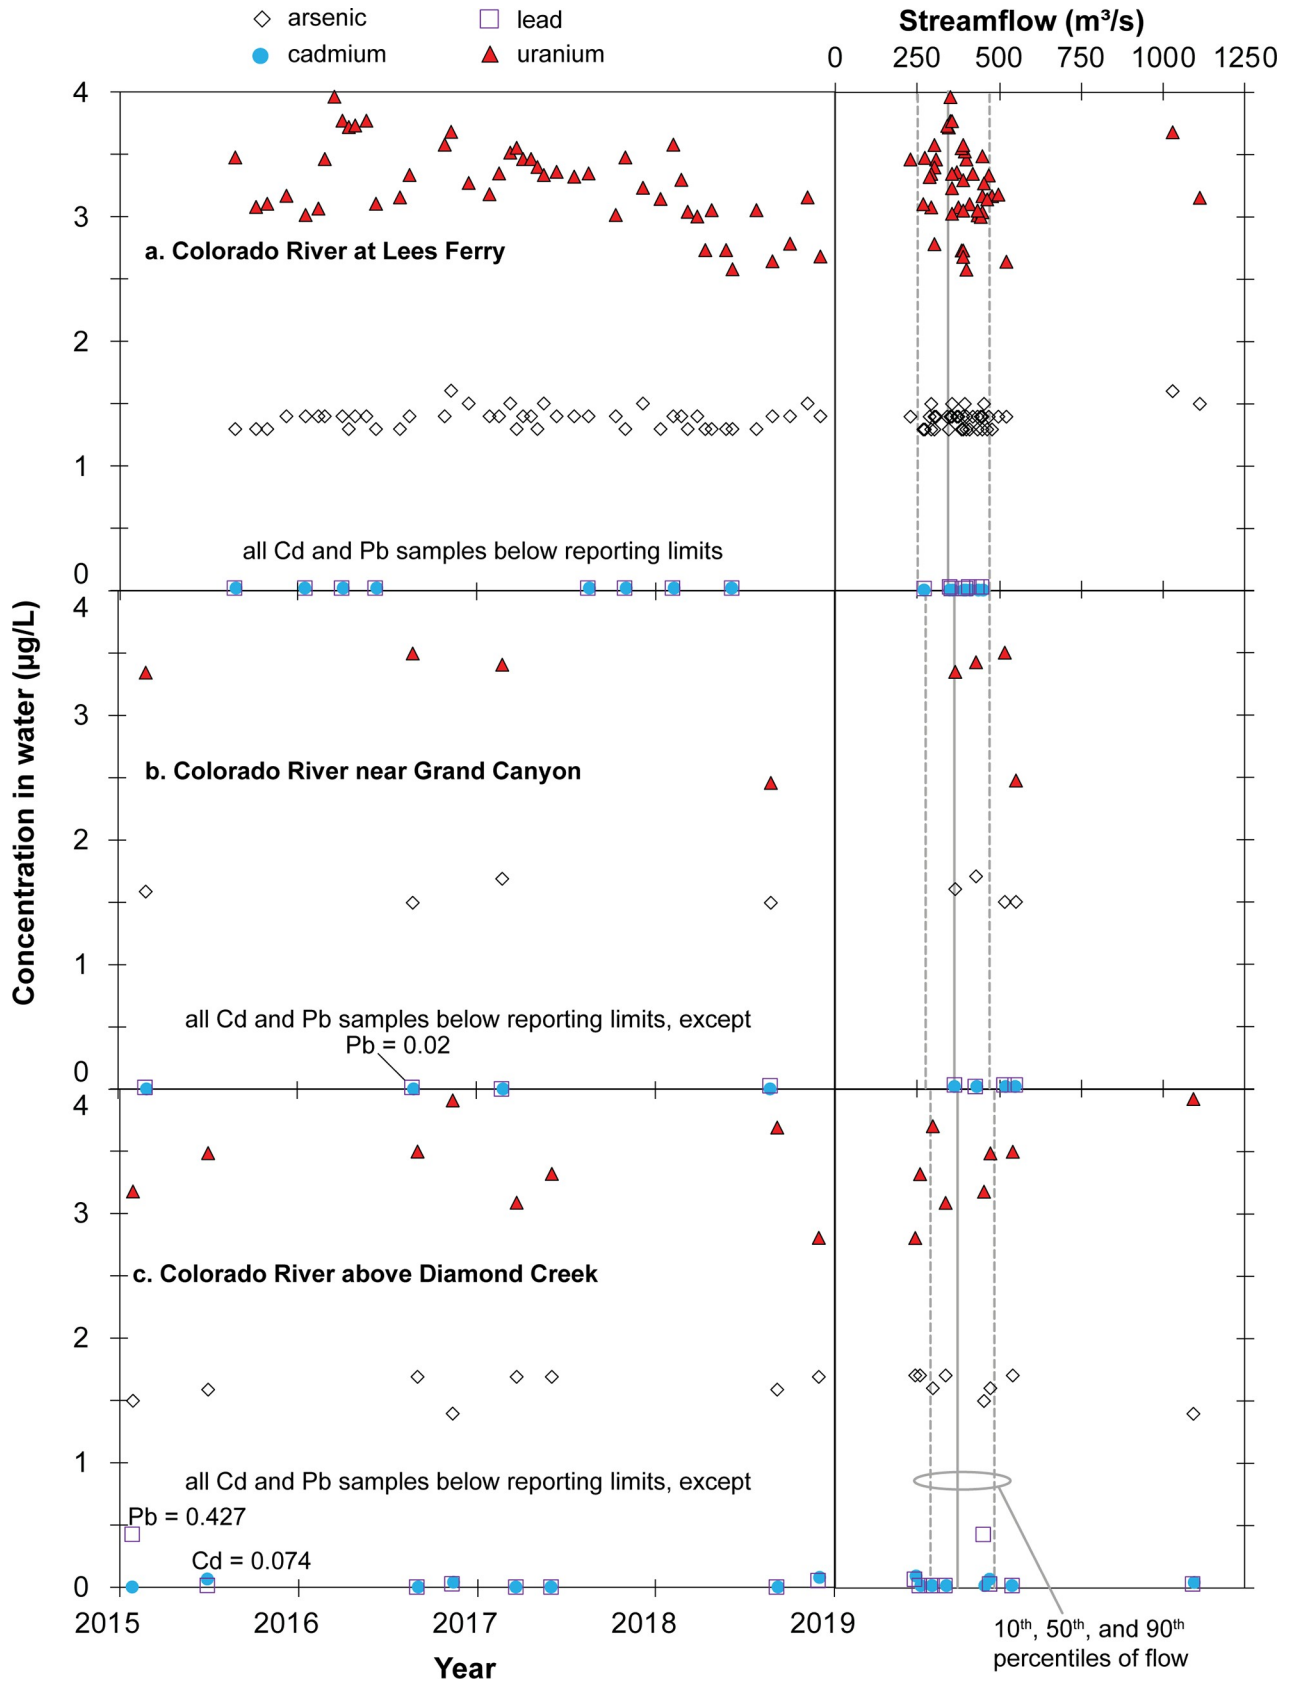 arsenic
lead
cadmium
uranium
Streamflow (m³/s)
0 250 500 750 1000 1250
4
3
a. Colorado River at Lees Ferry
2
1
all Cd and Pb samples below reporting limits
0
4
3
b. Colorado River near Grand Canyon
2
1
all Cd and Pb samples below reporting limits, except
Pb = 0.02
0
4
3
c. Colorado River above Diamond Creek
2
1
all Cd and Pb samples below reporting limits, except
Pb = 0.427
Cd = 0.074
0
2015 2016 2017 2018 2019
Year
Concentration in water (µg/L)
10th, 50th, and 90th
percentiles of flow